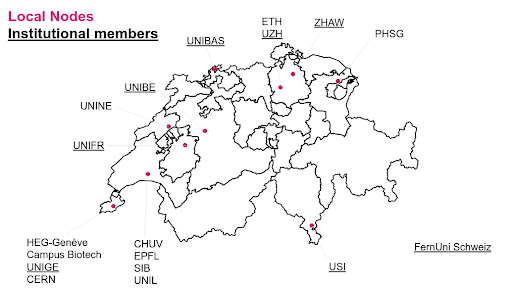 Local Nodes
Institutional members
ETH
UZH
ZHAW
PHSG
UNIBAS
UNIBE
UNINE
UNIFR
HEG-Genève
Campus Biotech
UNIGE
CERN
CHUV
EPFL
SIB
UNIL
USI
FernUni Schweiz